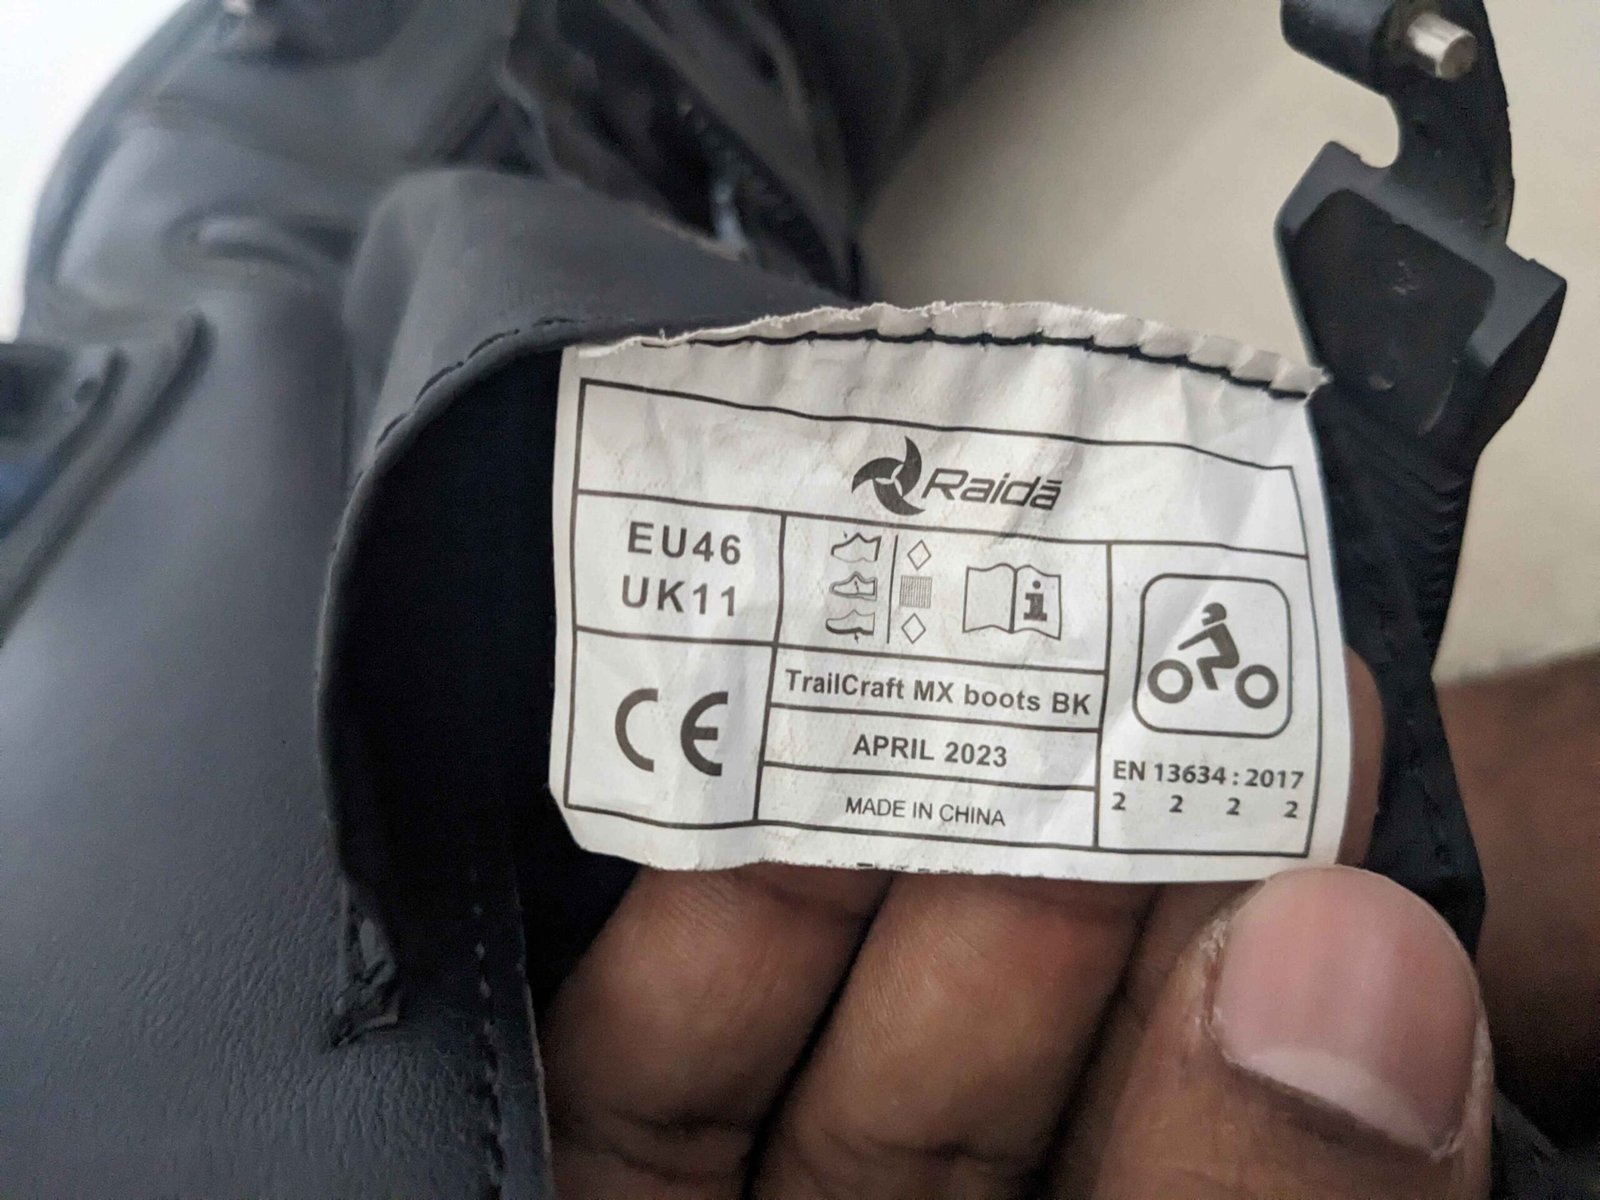 Raidā
EU46
UK11
i
CE
TrailCraft MX boots BK
APRIL 2023
MADE IN CHINA
EN 13634 : 2017
2 2 2 2